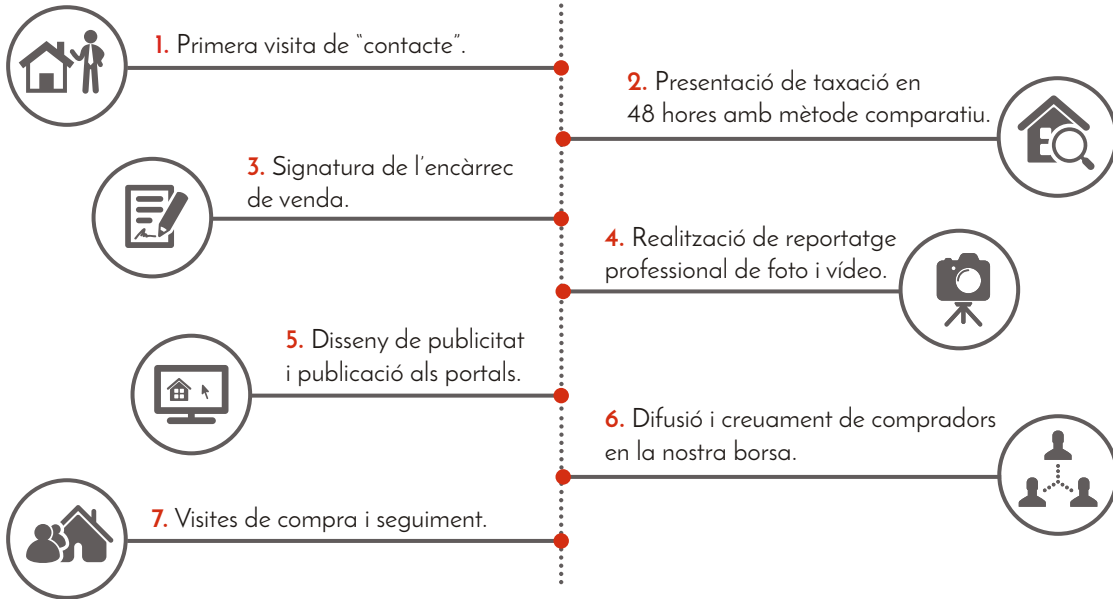 1. Primera visita de “contacte”.
2. Presentació de taxació en
48 hores amb mètode comparatiu.
3. Signatura de l'encàrrec
de venda.
4. Realització de reportatge
professional de foto i vídeo.
5. Disseny de publicitat
i publicació als portals.
6. Difusió i creuament de compradors
en la nostra borsa.
7. Visites de compra i seguiment.